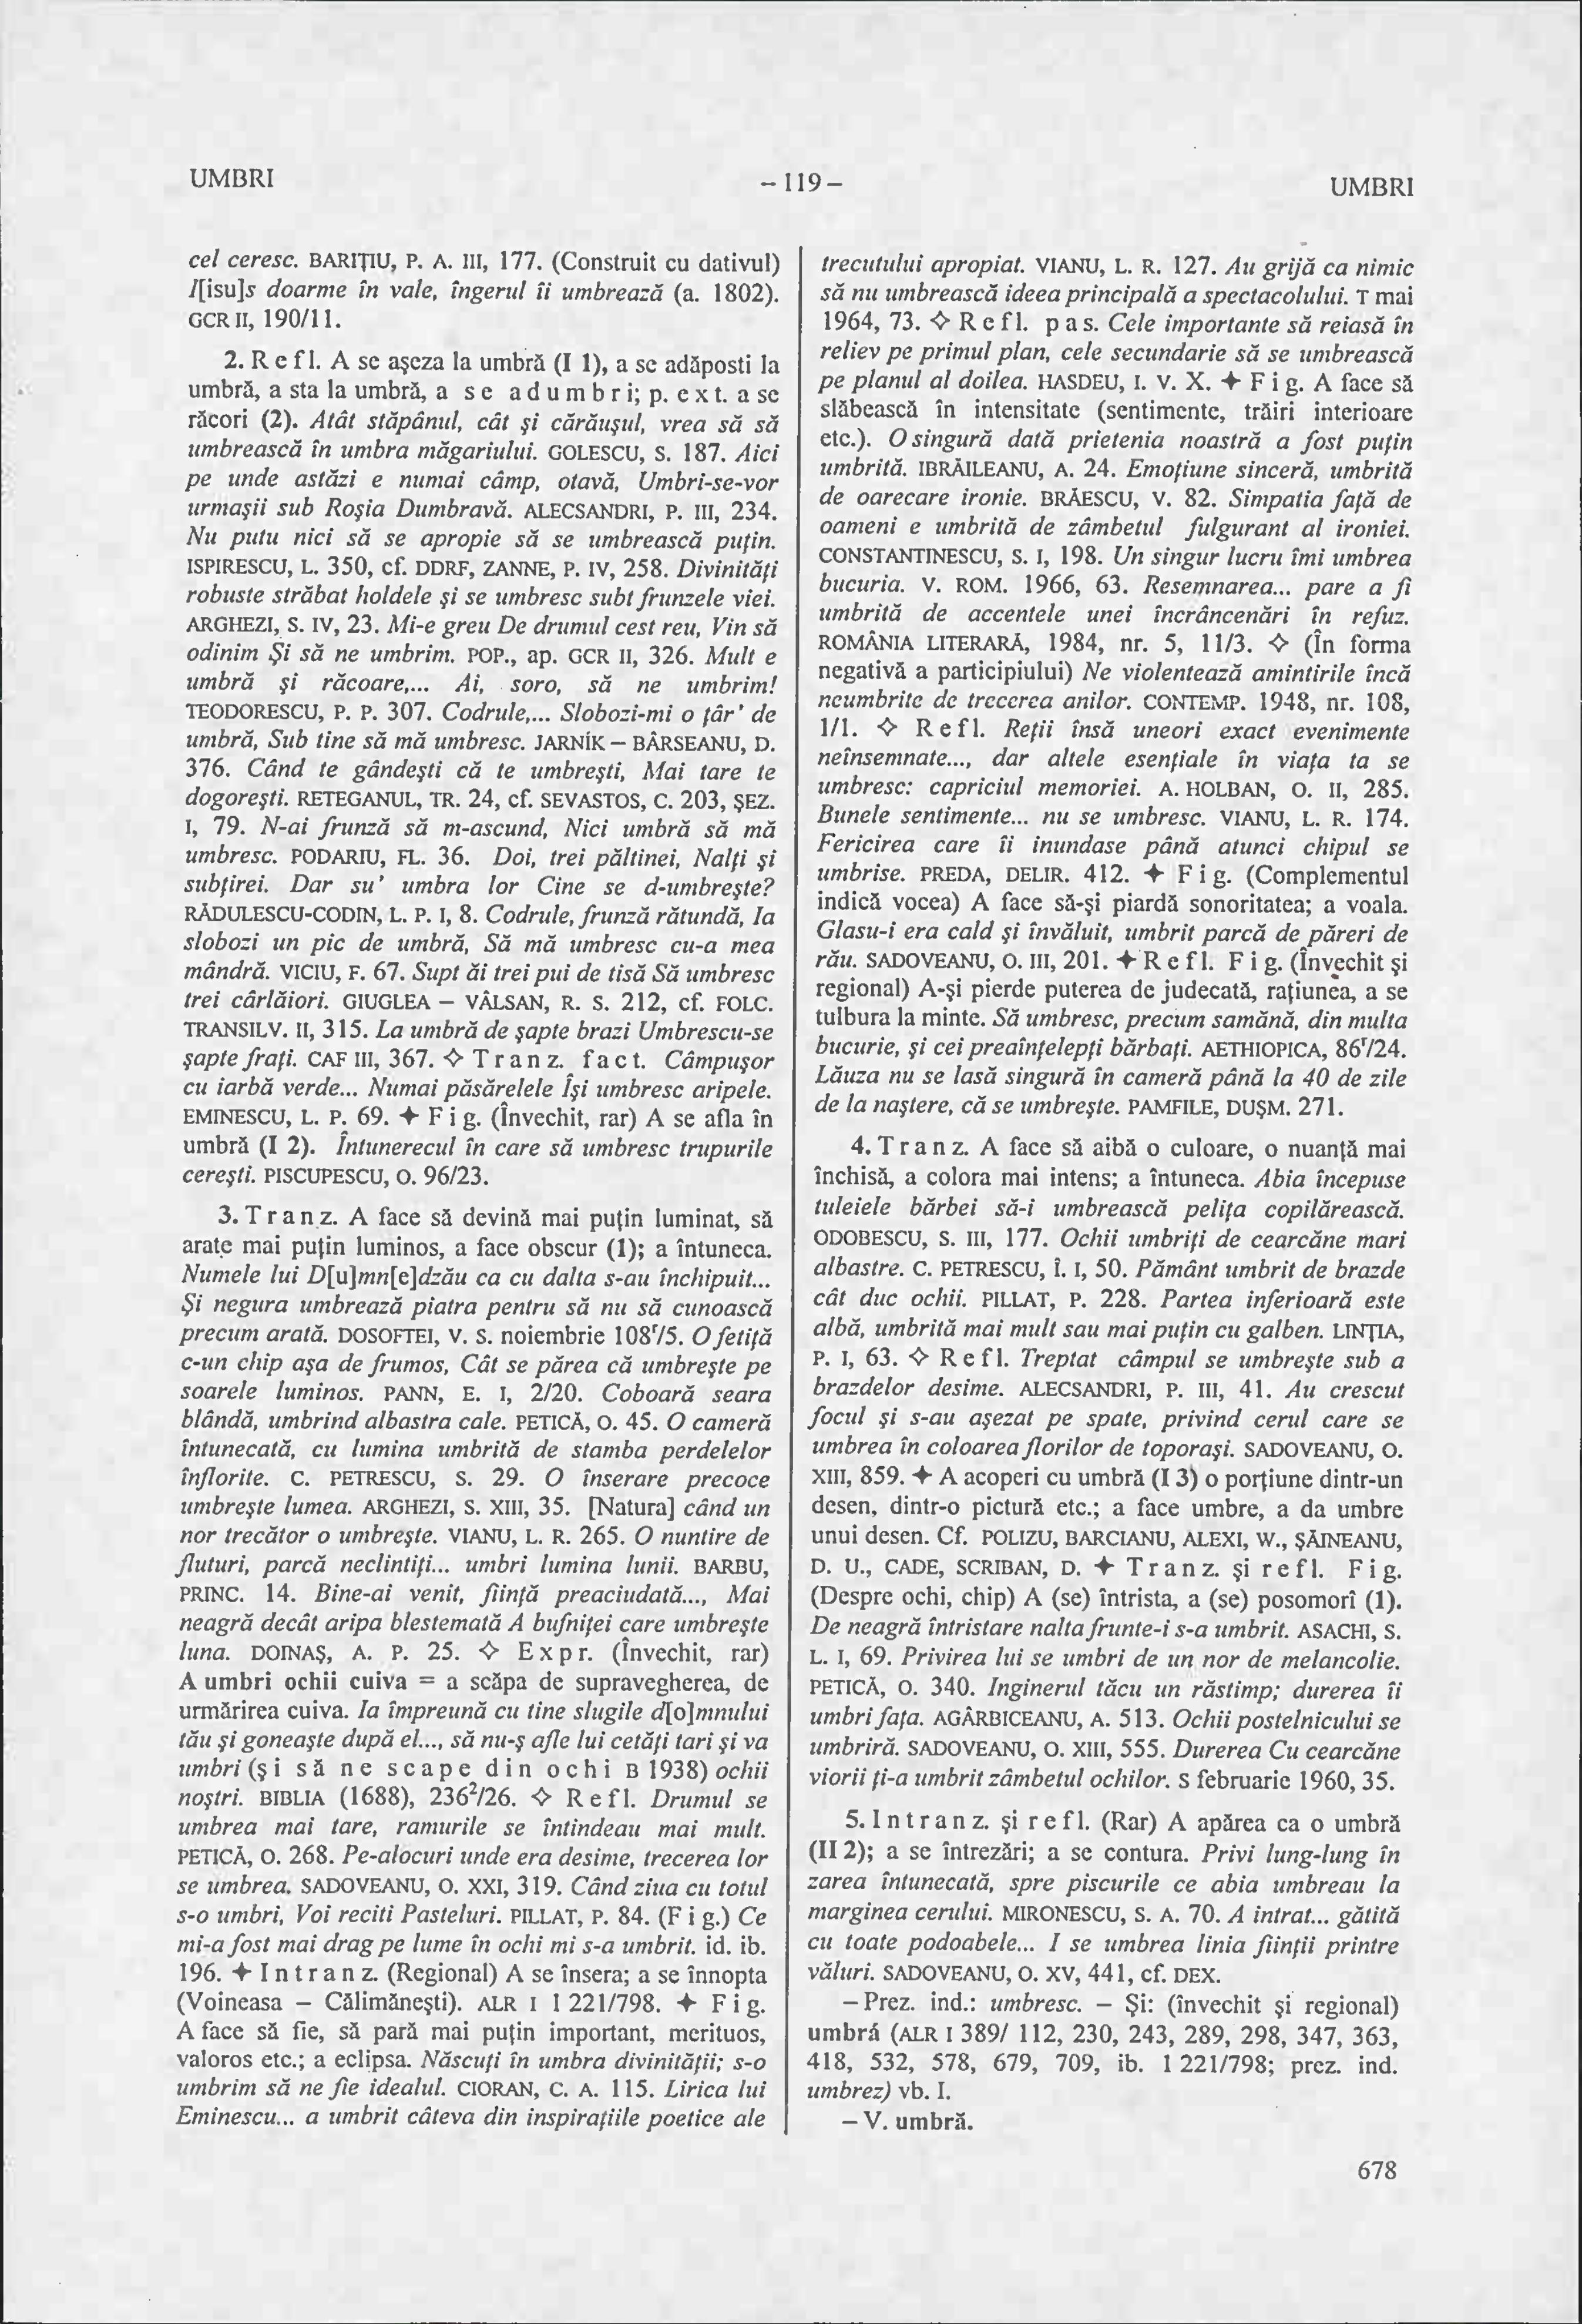 UMBRI
– 119 –
UMBRI
cel ceresc. BARIŢIU, P. A. III, 177. (Construit cu dativul)
I[isu]s doarme în vale, îngerul îi umbrează (a. 1802).
GCR II, 190/11.
2. R e f l. A se aşeza la umbră (I 1), a se adăposti la
umbră, a sta la umbră, a s e a d u m b r i; p. e x t. a se
răcori (2). Atât stăpânul, cât şi cărăuşul, vrea să să
umbrească în umbra măgariului. GOLESCU, S. 187. Aici
pe unde astăzi e numai câmp, otavă, Umbri-se-vor
urmaşii sub Roşia Dumbravă. ALECSANDRI, P. III, 234.
Nu putu nici să se apropie să se umbrească puţin.
ISPIRESCU, L. 350, cf. DDRF, ZANNE, P. IV, 258. Divinităţi
robuste străbat holdele şi se umbresc subt frunzele viei.
ARGHEZI, S. IV, 23. Mi-e greu De drumul cest reu, Vin să
odinim Şi să ne umbrim. POP., ap. GCR II, 326. Mult e
umbră şi răcoare,... Ai, soro, să ne umbrim!
TEODORESCU, P. P. 307. Codrule,... Slobozi-mi o ţâr' de
umbră, Sub tine să mă umbresc. JARNÍK – BÂRSEANU, D.
376. Când te gândeşti că te umbreşti, Mai tare te
dogoreşti. RETEGANUL, TR. 24, cf. SEVASTOS, C. 203, ŞEZ.
I, 79. N-ai frunză să m-ascund, Nici umbră să mă
umbresc. PODARIU, FL. 36. Doi, trei păltinei, Nalţi şi
subţirei. Dar su' umbra lor Cine se d-umbreşte?
RĂDULESCU-CODIN, L. P. I, 8. Codrule, frunză rătundă, Ia
slobozi un pic de umbră, Să mă umbresc cu-a mea
mândră. VICIU, F. 67. Supt ăi trei pui de tisă Să umbresc
trei cârlăiori. GIUGLEA – VÂLSAN, R. S. 212, cf. FOLC.
TRANSILV. II, 315. La umbră de şapte brazi Umbrescu-se
şapte fraţi. CAF III, 367. ◇ T r a n z. f a c t. Câmpuşor
cu iarbă verde... Numai păsărelele Îşi umbresc aripele.
EMINESCU, L. P. 69. ✦ F i g. (Învechit, rar) A se afla în
umbră (I 2). Întunerecul în care să umbresc trupurile
cereşti. PISCUPESCU, O. 96/23.
3. T r a n z. A face să devină mai puţin luminat, să
arate mai puţin luminos, a face obscur (1); a întuneca.
Numele lui D[u]mn[e]dzău ca cu dalta s-au închipuit...
Şi negura umbrează piatra pentru să nu să cunoască
precum arată. DOSOFTEI, V. S. noiembrie 108ʳ/5. O fetiţă
c-un chip aşa de frumos, Cât se părea că umbreşte pe
soarele luminos. PANN, E. I, 2/20. Coboară seara
blândă, umbrind albastra cale. PETICĂ, O. 45. O cameră
întunecată, cu lumina umbrită de stamba perdelelor
înflorite. C. PETRESCU, S. 29. O înserare precoce
umbreşte lumea. ARGHEZI, S. XIII, 35. [Natura] când un
nor trecător o umbreşte. VIANU, L. R. 265. O nuntire de
fluturi, parcă neclintiţi... umbri lumina lunii. BARBU,
PRINC. 14. Bine-ai venit, fiinţă preaciudată..., Mai
neagră decât aripa blestemată A bufniţei care umbreşte
luna. DOINAŞ, A. P. 25. ◇ E x p r. (Învechit, rar)
A umbri ochii cuiva = a scăpa de supravegherea, de
urmărirea cuiva. Ia împreună cu tine slugile d[o]mnului
tău şi goneaşte după el..., să nu-ş afle lui cetăţi tari şi va
umbri (ş i s ă n e s c a p e d i n o c h i B 1938) ochii
noştri. BIBLIA (1688), 236²/26. ◇ R e f l. Drumul se
umbrea mai tare, ramurile se întindeau mai mult.
PETICĂ, O. 268. Pe-alocuri unde era desime, trecerea lor
se umbrea. SADOVEANU, O. XXI, 319. Când ziua cu totul
s-o umbri, Voi reciti Pasteluri. PILLAT, P. 84. (F i g.) Ce
mi-a fost mai drag pe lume în ochi mi s-a umbrit. id. ib.
196. ✦ I n t r a n z. (Regional) A se însera; a se înnopta
(Voineasa – Călimăneşti). ALR I 1 221/798. ✦ F i g.
A face să fie, să pară mai puţin important, merituos,
valoros etc.; a eclipsa. Născuţi în umbra divinităţii; s-o
umbrim să ne fie idealul. CIORAN, C. A. 115. Lirica lui
Eminescu... a umbrit câteva din inspiraţiile poetice ale
trecutului apropiat. VIANU, L. R. 127. Au grijă ca nimic
să nu umbrească ideea principală a spectacolului. T mai
1964, 73. ◇ R e f l. p a s. Cele importante să reiasă în
reliev pe primul plan, cele secundarie să se umbrească
pe planul al doilea. HASDEU, I. V. X. ✦ F i g. A face să
slăbească în intensitate (sentimente, trăiri interioare
etc.). O singură dată prietenia noastră a fost puţin
umbrită. IBRĂILEANU, A. 24. Emoţiune sinceră, umbrită
de oarecare ironie. BRĂESCU, V. 82. Simpatia faţă de
oameni e umbrită de zâmbetul fulgurant al ironiei.
CONSTANTINESCU, S. I, 198. Un singur lucru îmi umbrea
bucuria. V. ROM. 1966, 63. Resemnarea... pare a fi
umbrită de accentele unei încrâncenări în refuz.
ROMÂNIA LITERARĂ, 1984, nr. 5, 11/3. ◇ (În forma
negativă a participiului) Ne violentează amintirile încă
neumbrite de trecerea anilor. CONTEMP. 1948, nr. 108,
1/1. ◇ R e f l. Reţii însă uneori exact evenimente
neînsemnate..., dar altele esenţiale în viaţa ta se
umbresc: capriciul memoriei. A. HOLBAN, O. II, 285.
Bunele sentimente... nu se umbresc. VIANU, L. R. 174.
Fericirea care îi inundase până atunci chipul se
umbrise. PREDA, DELIR. 412. ✦ F i g. (Complementul
indică vocea) A face să-şi piardă sonoritatea; a voala.
Glasu-i era cald şi învăluit, umbrit parcă de păreri de
rău. SADOVEANU, O. III, 201. ✦ R e f l. F i g. (Învechit şi
regional) A-şi pierde puterea de judecată, raţiunea, a se
tulbura la minte. Să umbresc, precum samănă, din multa
bucurie, şi cei preaînţelepţi bărbaţi. AETHIOPICA, 86ʳ/24.
Lăuza nu se lasă singură în cameră până la 40 de zile
de la naştere, că se umbreşte. PAMFILE, DUŞM. 271.
4. T r a n z. A face să aibă o culoare, o nuanţă mai
închisă, a colora mai intens; a întuneca. Abia începuse
tuleiele bărbei să-i umbrească peliţa copilărească.
ODOBESCU, S. III, 177. Ochii umbriţi de cearcăne mari
albastre. C. PETRESCU, Î. I, 50. Pământ umbrit de brazde
cât duc ochii. PILLAT, P. 228. Partea inferioară este
albă, umbrită mai mult sau mai puţin cu galben. LINŢIA,
P. I, 63. ◇ R e f l. Treptat câmpul se umbreşte sub a
brazdelor desime. ALECSANDRI, P. III, 41. Au crescut
focul şi s-au aşezat pe spate, privind cerul care se
umbrea în coloarea florilor de toporaşi. SADOVEANU, O.
XIII, 859. ✦ A acoperi cu umbră (I 3) o porţiune dintr-un
desen, dintr-o pictură etc.; a face umbre, a da umbre
unui desen. Cf. POLIZU, BARCIANU, ALEXI, W., ŞĂINEANU,
D. U., CADE, SCRIBAN, D. ✦ T r a n z. şi r e f l. F i g.
(Despre ochi, chip) A (se) întrista, a (se) posomorî (1).
De neagră întristare nalta frunte-i s-a umbrit. ASACHI, S.
L. I, 69. Privirea lui se umbri de un nor de melancolie.
PETICĂ, O. 340. Inginerul tăcu un răstimp; durerea îi
umbri faţa. AGÂRBICEANU, A. 513. Ochii postelnicului se
umbriră. SADOVEANU, O. XIII, 555. Durerea Cu cearcăne
viorii ţi-a umbrit zâmbetul ochilor. S februarie 1960, 35.
5. I n t r a n z. şi r e f l. (Rar) A apărea ca o umbră
(II 2); a se întrezări; a se contura. Privi lung-lung în
zarea întunecată, spre piscurile ce abia umbreau la
marginea cerului. MIRONESCU, S. A. 70. A intrat... gătită
cu toate podoabele... I se umbrea linia fiinţii printre
văluri. SADOVEANU, O. XV, 441, cf. DEX.
– Prez. ind.: umbresc. – Şi: (învechit şi regional)
umbrá (ALR I 389/ 112, 230, 243, 289, 298, 347, 363,
418, 532, 578, 679, 709, ib. 1 221/798; prez. ind.
umbrez) vb. I.
– V. umbră.
678